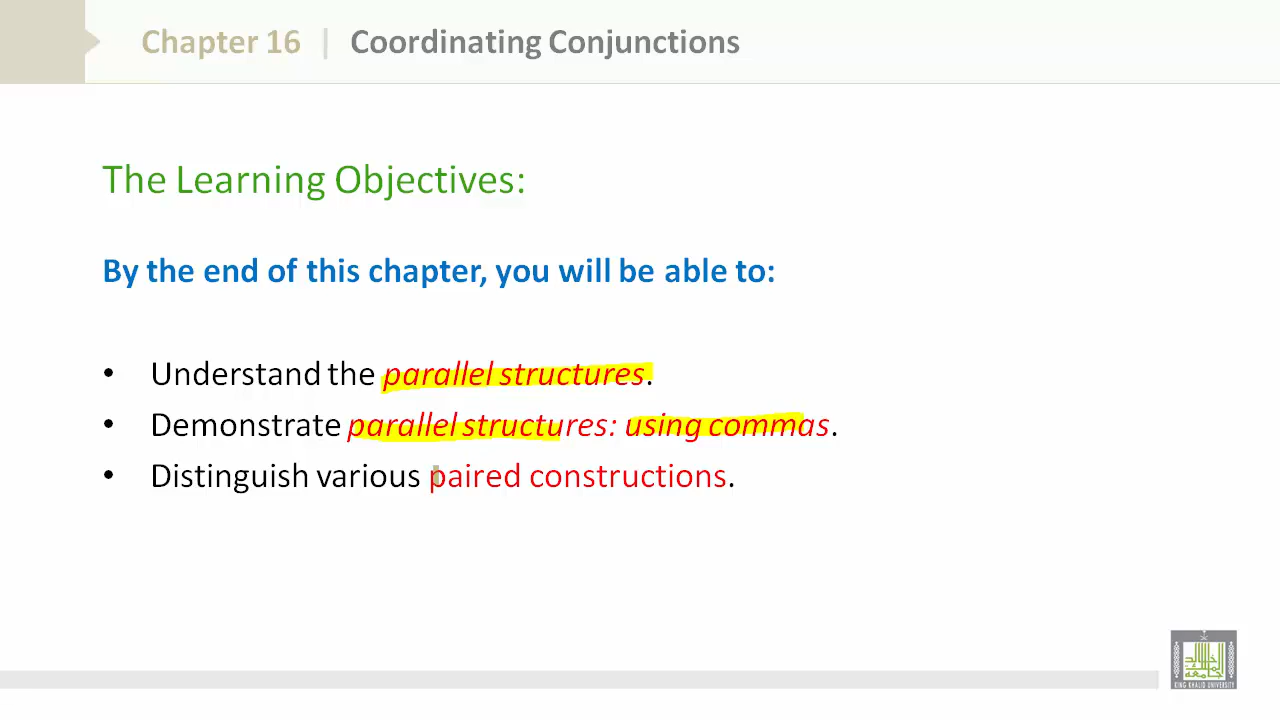 Chapter 16 | Coordinating Conjunctions
The Learning Objectives:
By the end of this chapter, you will be able to:
• Understand the parallel structures.
• Demonstrate parallel structures: using commas.
• Distinguish various paired constructions.
KING KHALID UNIVERSITY